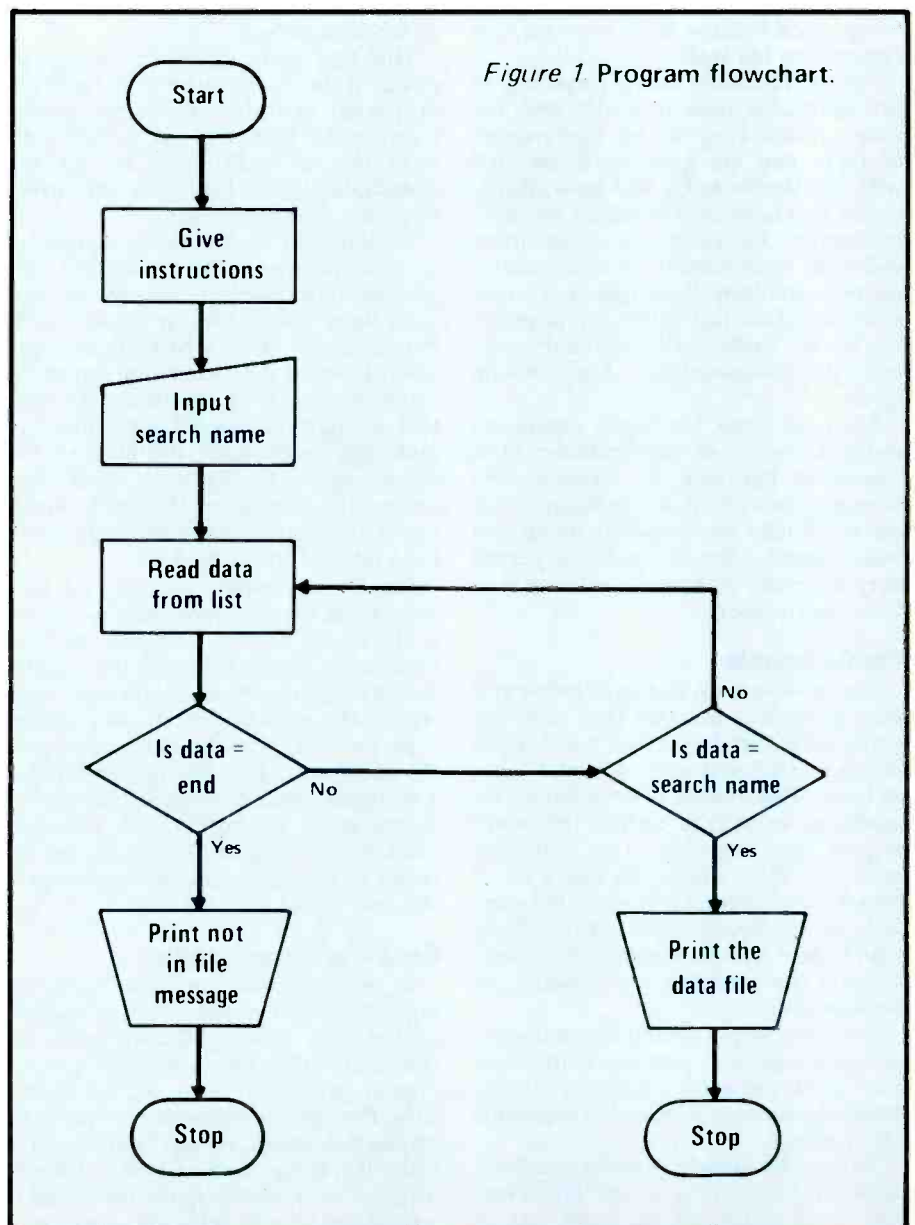 Figure 1. Program flowchart.
Start
Give
instructions
Input
search name
Read data
from list
Is data =
end
No
Yes
Is data =
search name
No
Yes
Print not
in file
message
Print the
data file
Stop
Stop